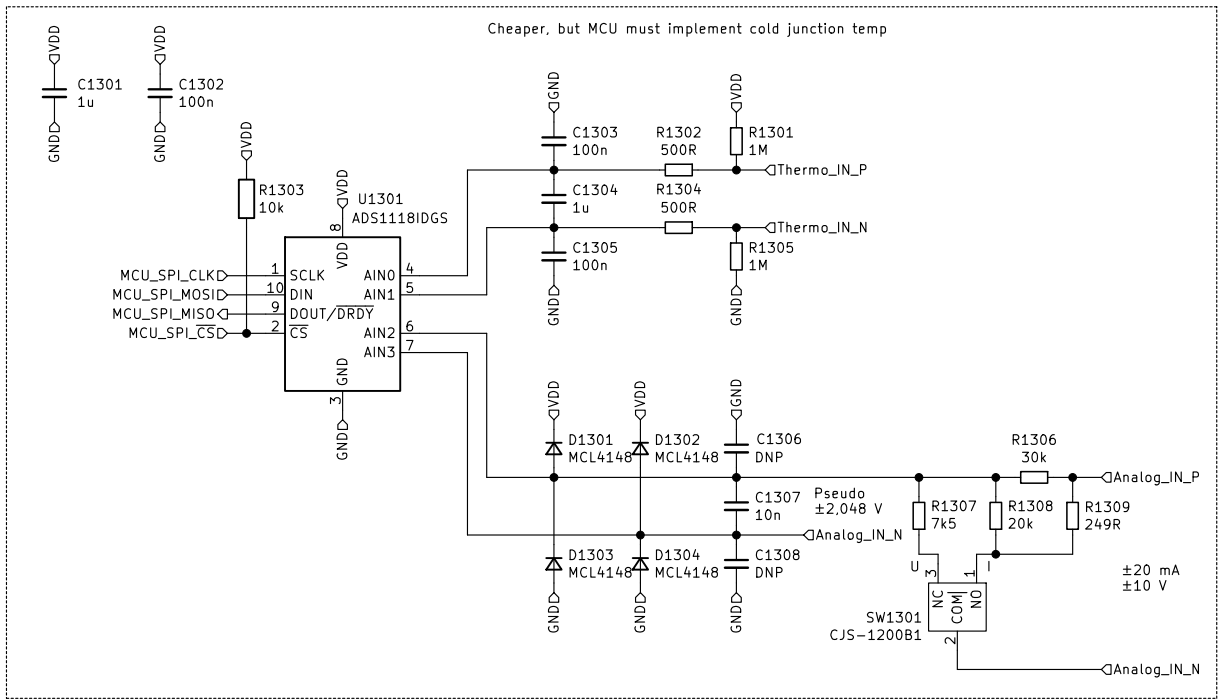 Cheaper, but MCU must implement cold junction temp
VDD
VDD
C1301
1u
C1302
100n
GND
GND
VDD
R1303
10k
VDD
U1301
ADS1118IDGS
8
VDD
MCU_SPI_CLK
1
SCLK
MCU_SPI_MOSI
10
DIN
MCU_SPI_MISO
9
DOUT/DRDY
MCU_SPI_CS
2
CS
AIN0
4
AIN1
5
AIN2
6
AIN3
7
GND
3
GND
GND
VDD
C1303
100n
R1302
500R
R1301
1M
Thermo_IN_P
C1304
1u
R1304
500R
Thermo_IN_N
C1305
100n
R1305
1M
GND
GND
VDD
VDD
GND
D1301
MCL4148
D1302
MCL4148
C1306
DNP
R1306
30k
Analog_IN_P
C1307
10n
Pseudo
±2,048 V
R1307
7k5
R1308
20k
R1309
249R
Analog_IN_N
D1303
MCL4148
D1304
MCL4148
C1308
DNP
GND
GND
GND
U
3
1
I
NC
COM
NO
SW1301
CJS-1200B1
2
±20 mA
±10 V
Analog_IN_N